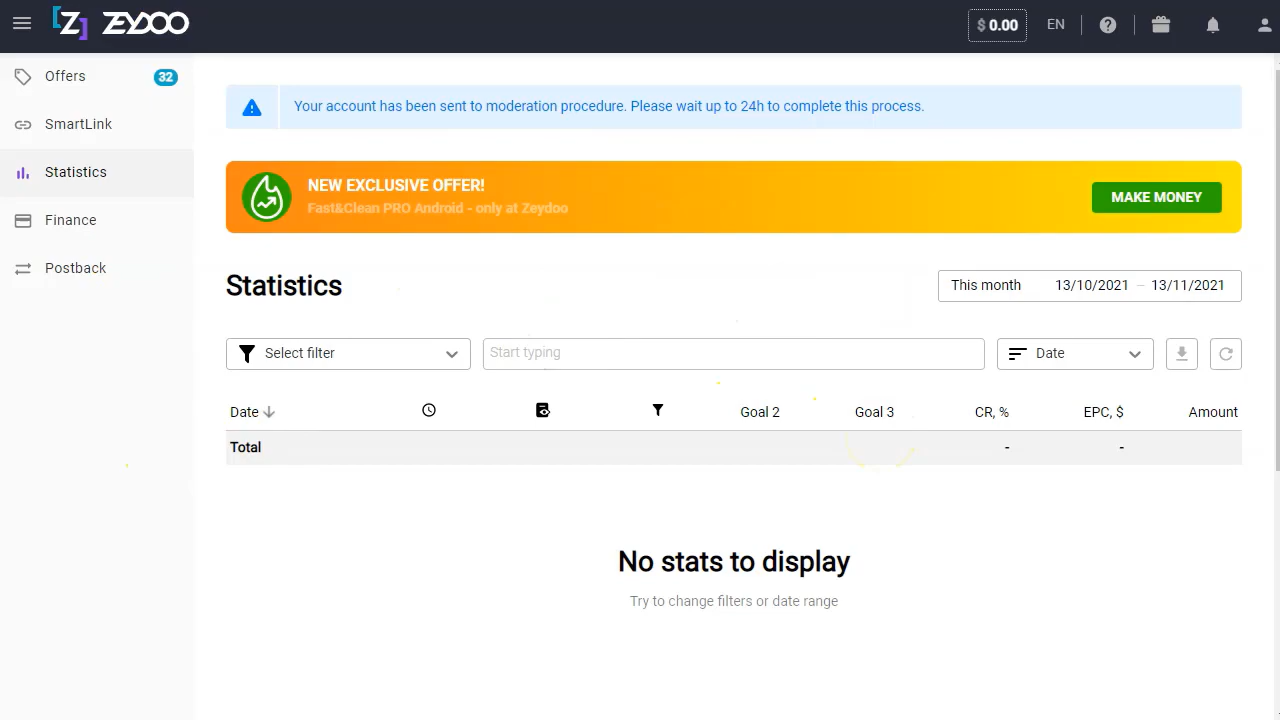 [Z] ZEYDOO
$ 0.00
EN
Offers
32
SmartLink
Statistics
Finance
Postback
Your account has been sent to moderation procedure. Please wait up to 24h to complete this process.
NEW EXCLUSIVE OFFER!
Fast&Clean PRO Android - only at Zeydoo
MAKE MONEY
Statistics
This month 13/10/2021 – 13/11/2021
Select filter
Start typing
Date
Date Goal 2 Goal 3 CR, % EPC, $ Amount
Total - -
No stats to display
Try to change filters or date range